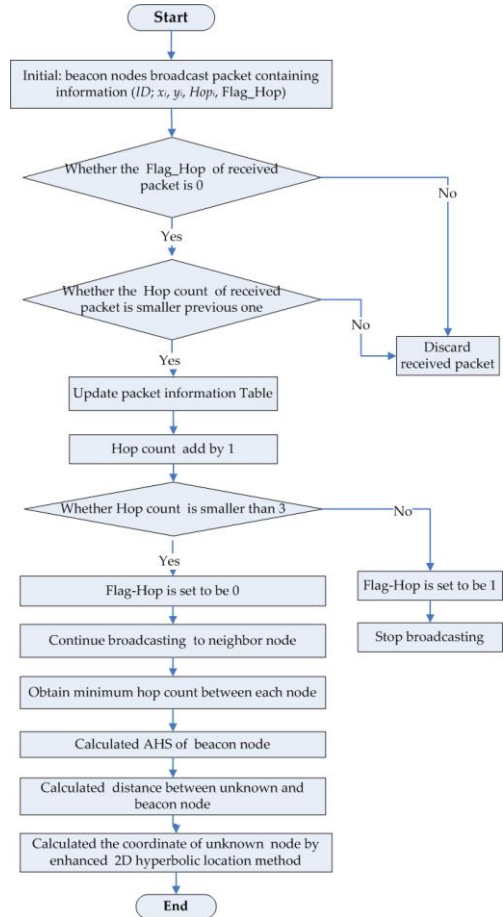 Start
Initial: beacon nodes broadcast packet containing
information (ID; xi, yi, Hopi, Flag_Hop)
Whether the Flag_Hop of received
packet is 0
No
Yes
Whether the Hop count of received
packet is smaller previous one
No
Discard
received packet
Yes
Update packet information Table
Hop count add by 1
Whether Hop count is smaller than 3
No
Yes
Flag-Hop is set to be 0
Flag-Hop is set to be 1
Continue broadcasting to neighbor node
Stop broadcasting
Obtain minimum hop count between each node
Calculated AHS of beacon node
Calculated distance between unknown and
beacon node
Calculated the coordinate of unknown node by
enhanced 2D hyperbolic location method
End